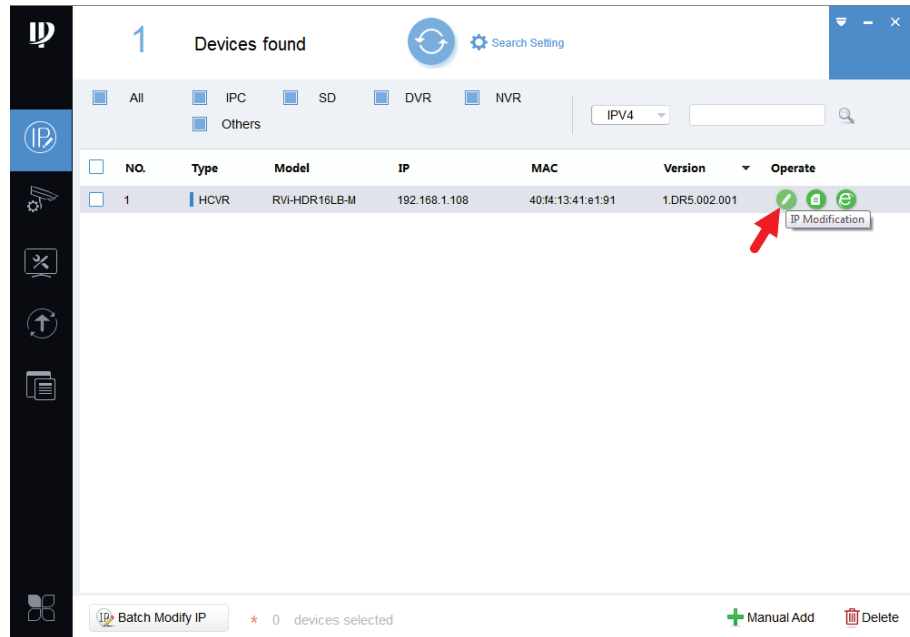 1 Devices found Search Setting
All IPC SD DVR NVR
Others
IPV4
NO. Type Model IP MAC Version Operate
1 HCVR RVi-HDR16LB-M 192.168.1.108 40:f4:13:41:e1:91 1.DR5.002.001
IP Modification
IP Batch Modify IP * 0 devices selected Manual Add Delete